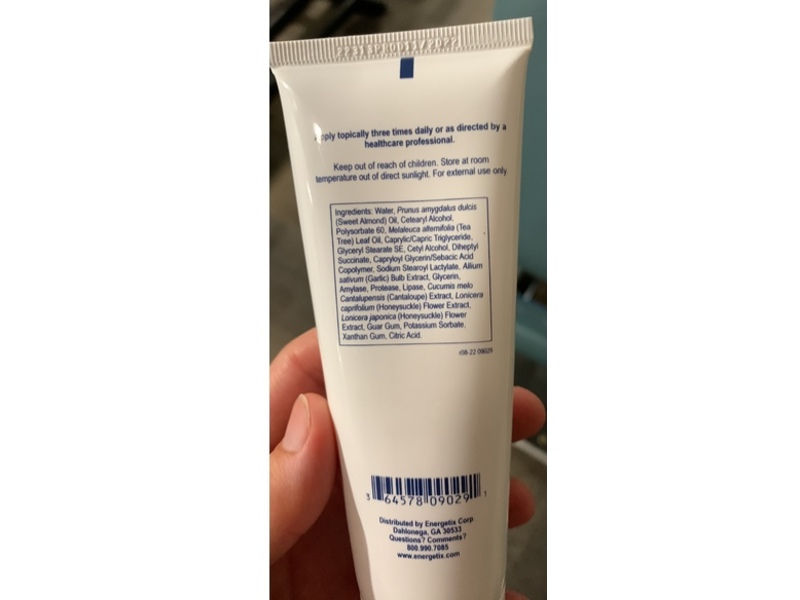 Apply topically three times daily or as directed by a
healthcare professional.
Keep out of reach of children. Store at room
temperature out of direct sunlight. For external use only.
Ingredients: Water, Prunus amygdalus dulcis
(Sweet Almond) Oil, Cetearyl Alcohol,
Polysorbate 60, Melaleuca alternifolia (Tea
Tree) Leaf Oil, Caprylic/Capric Triglyceride,
Glyceryl Stearate SE, Cetyl Alcohol, Diheptyl
Succinate, Capryloyl Glycerin/Sebacic Acid
Copolymer, Sodium Stearoyl Lactylate, Allium
sativum (Garlic) Bulb Extract, Glycerin,
Amylase, Protease, Lipase, Cucumis melo
Cantalupensis (Cantaloupe) Extract, Lonicera
caprifolium (Honeysuckle) Flower Extract,
Lonicera japonica (Honeysuckle) Flower
Extract, Guar Gum, Potassium Sorbate,
Xanthan Gum, Citric Acid.
r08-22 09029
3 64578 09029 1
Distributed by Energetix Corp.
Dahlonega, GA 30533
Questions? Comments?
800.990.7085
www.energetix.com